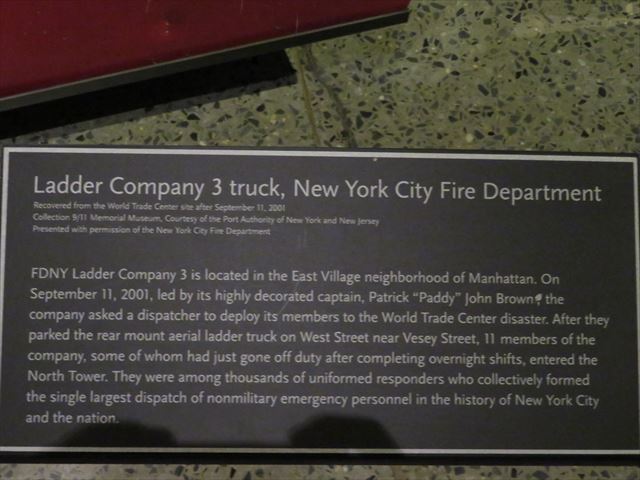 Ladder Company 3 truck, New York City Fire Department
Recovered from the World Trade Center site after September 11, 2001
Collection 9/11 Memorial Museum, Courtesy of the Port Authority of New York and New Jersey
Presented with permission of the New York City Fire Department
FDNY Ladder Company 3 is located in the East Village neighborhood of Manhattan. On
September 11, 2001, led by its highly decorated captain, Patrick “Paddy” John Brown, the
company asked a dispatcher to deploy its members to the World Trade Center disaster. After they
parked the rear mount aerial ladder truck on West Street near Vesey Street, 11 members of the
company, some of whom had just gone off duty after completing overnight shifts, entered the
North Tower. They were among thousands of uniformed responders who collectively formed
the single largest dispatch of nonmilitary emergency personnel in the history of New York City
and the nation.